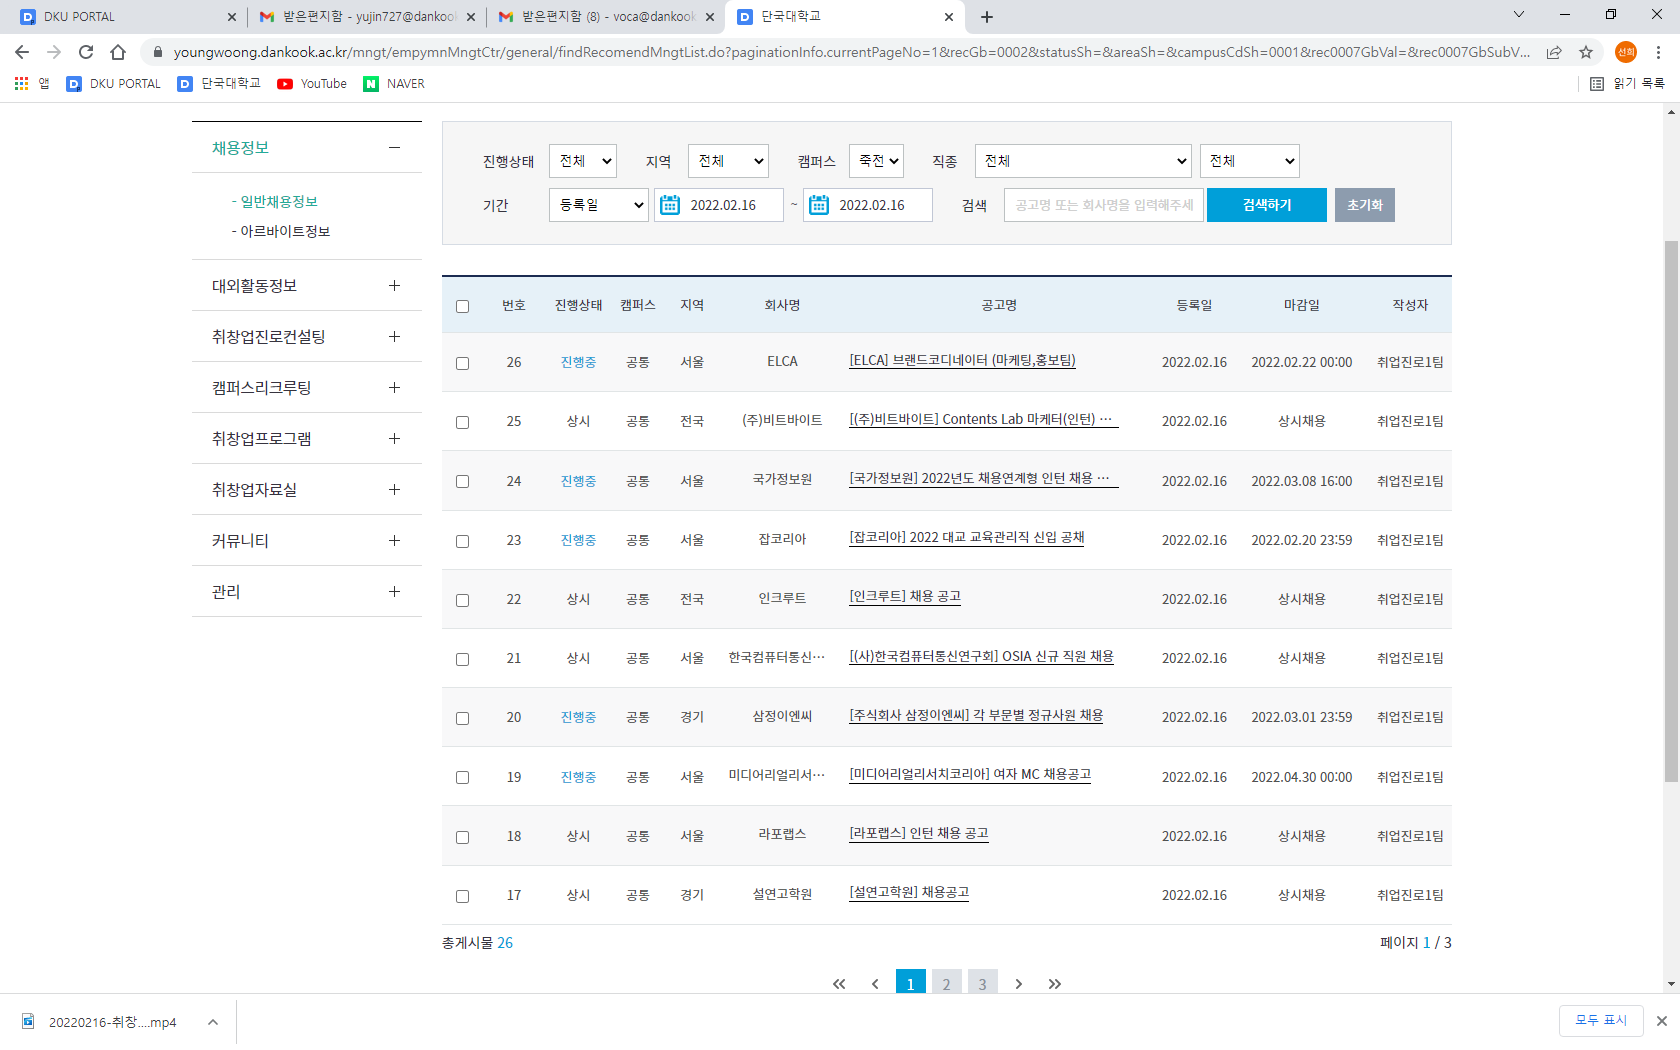 DKU PORTAL
받은편지함 - yujin727@dankook
받은편지함 (8) - voca@dankook
단국대학교
youngwoong.dankook.ac.kr/mngt/empymnMngtCtr/general/findRecomendMngtList.do?paginationInfo.currentPageNo=1&recGb=0002&statusSh=&areaSh=&campusCdSh=0001&rec0007GbVal=&rec0007GbSubV...
선희
앱
DKU PORTAL
단국대학교
YouTube
NAVER
읽기 목록
채용정보
- 일반채용정보
- 아르바이트정보
대외활동정보
취창업진로컨설팅
캠퍼스리크루팅
취창업프로그램
취창업자료실
커뮤니티
관리
진행상태 전체 지역 전체 캠퍼스 죽전 직종 전체 전체
기간 등록일 2022.02.16 ~ 2022.02.16 검색 공고명 또는 회사명을 입력해주세 검색하기 초기화
번호 진행상태 캠퍼스 지역 회사명 공고명 등록일 마감일 작성자
26 진행중 공통 서울 ELCA [ELCA] 브랜드코디네이터 (마케팅,홍보팀) 2022.02.16 2022.02.22 00:00 취업진로1팀
25 상시 공통 전국 (주)비트바이트 [(주)비트바이트] Contents Lab 마케터(인턴) ⋯ 2022.02.16 상시채용 취업진로1팀
24 진행중 공통 서울 국가정보원 [국가정보원] 2022년도 채용연계형 인턴 채용 ⋯ 2022.02.16 2022.03.08 16:00 취업진로1팀
23 진행중 공통 서울 잡코리아 [잡코리아] 2022 대교 교육관리직 신입 공채 2022.02.16 2022.02.20 23:59 취업진로1팀
22 상시 공통 전국 인크루트 [인크루트] 채용 공고 2022.02.16 상시채용 취업진로1팀
21 상시 공통 서울 한국컴퓨터통신⋯ [(사)한국컴퓨터통신연구회] OSIA 신규 직원 채용 2022.02.16 상시채용 취업진로1팀
20 진행중 공통 경기 삼정이엔씨 [주식회사 삼정이엔씨] 각 부문별 정규사원 채용 2022.02.16 2022.03.01 23:59 취업진로1팀
19 진행중 공통 서울 미디어리얼리서⋯ [미디어리얼리서치코리아] 여자 MC 채용공고 2022.02.16 2022.04.30 00:00 취업진로1팀
18 상시 공통 서울 라포랩스 [라포랩스] 인턴 채용 공고 2022.02.16 상시채용 취업진로1팀
17 상시 공통 경기 설연고학원 [설연고학원] 채용공고 2022.02.16 상시채용 취업진로1팀
총게시물 26
페이지 1 / 3
1 2 3
20220216-취창....mp4
모두 표시